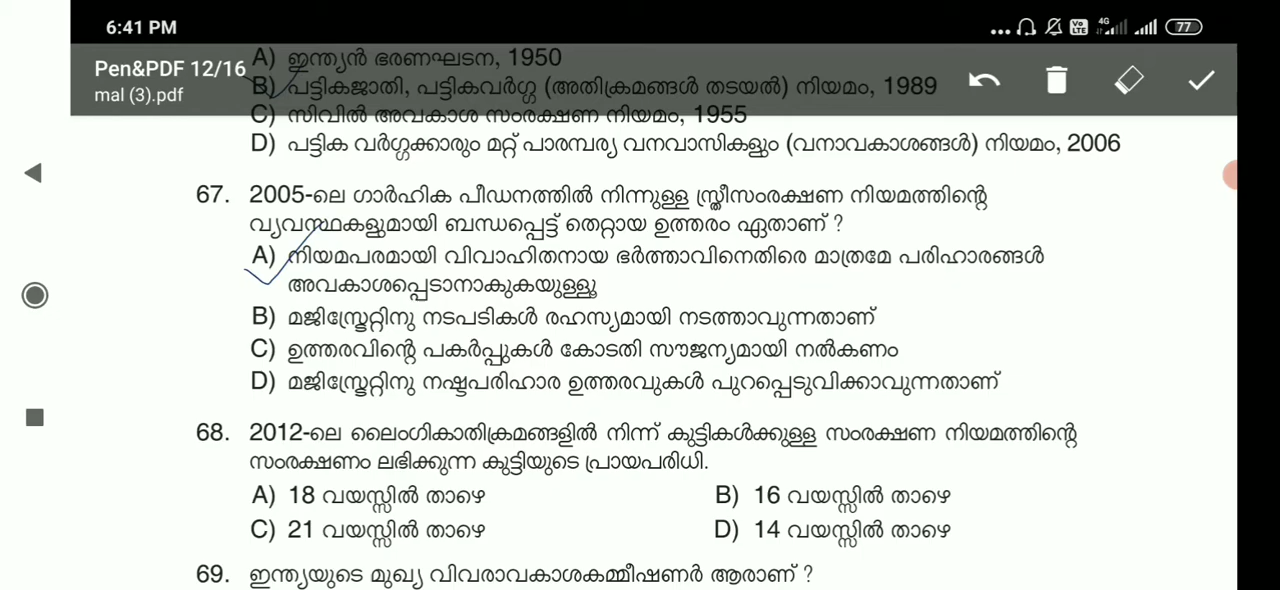 6:41 PM
4G
Vo LTE
77
A) ഇന്ത്യൻ ഭരണഘടന, 1950
Pen&PDF 12/16
mal (3).pdf
B) പട്ടികജാതി, പട്ടികവർഗ്ഗ (അതിക്രമങ്ങൾ തടയൽ) നിയമം, 1989
C) സിവിൽ അവകാശ സംരക്ഷണ നിയമം, 1955
D) പട്ടിക വർഗ്ഗക്കാരും മറ്റ് പാരമ്പര്യ വനവാസികളും (വനാവകാശങ്ങൾ) നിയമം, 2006
67. 2005-ലെ ഗാർഹിക പീഡനത്തിൽ നിന്നുള്ള സ്ത്രീസംരക്ഷണ നിയമത്തിന്റെ
വ്യവസ്ഥകളുമായി ബന്ധപ്പെട്ട് തെറ്റായ ഉത്തരം ഏതാണ് ?
A) നിയമപരമായി വിവാഹിതനായ ഭർത്താവിനെതിരെ മാത്രമേ പരിഹാരങ്ങൾ
അവകാശപ്പെടാനാകുകയുള്ളൂ
B) മജിസ്ട്രേറ്റിനു നടപടികൾ രഹസ്യമായി നടത്താവുന്നതാണ്
C) ഉത്തരവിന്റെ പകർപ്പുകൾ കോടതി സൗജന്യമായി നൽകണം
D) മജിസ്ട്രേറ്റിനു നഷ്ടപരിഹാര ഉത്തരവുകൾ പുറപ്പെടുവിക്കാവുന്നതാണ്
68. 2012-ലെ ലൈംഗികാതിക്രമങ്ങളിൽ നിന്ന് കുട്ടികൾക്കുള്ള സംരക്ഷണ നിയമത്തിന്റെ
സംരക്ഷണം ലഭിക്കുന്ന കുട്ടിയുടെ പ്രായപരിധി.
A) 18 വയസ്സിൽ താഴെ B) 16 വയസ്സിൽ താഴെ
C) 21 വയസ്സിൽ താഴെ D) 14 വയസ്സിൽ താഴെ
69. ഇന്ത്യയുടെ മുഖ്യ വിവരാവകാശകമ്മീഷണർ ആരാണ് ?